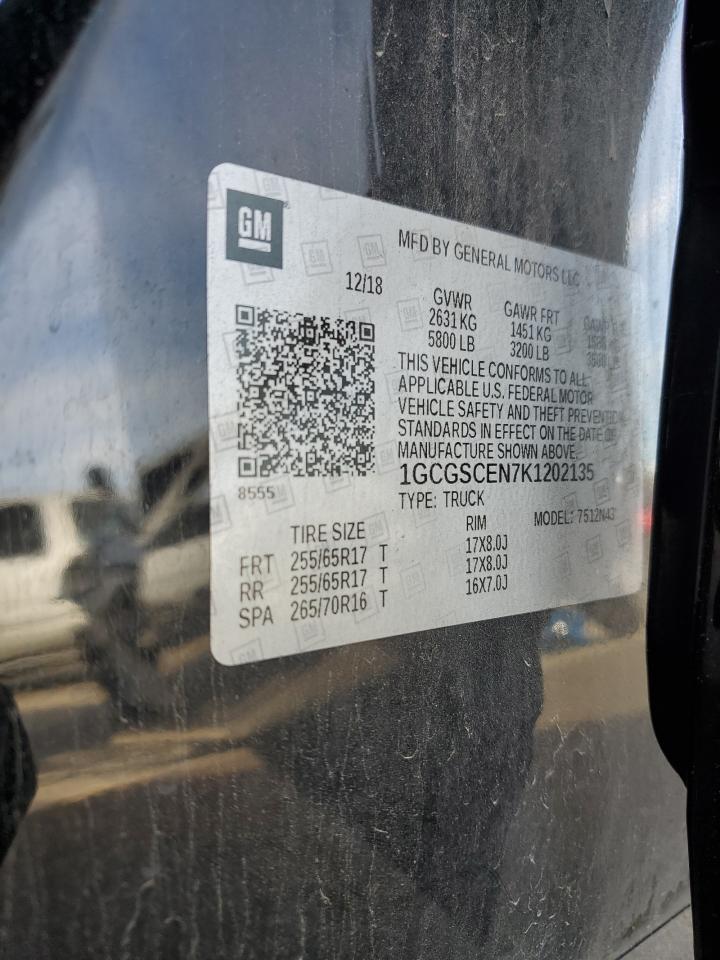 GM
MFD BY GENERAL MOTORS LLC
12/18
GVWR GAWR FRT
2631 KG 1451 KG
5800 LB 3200 LB
THIS VEHICLE CONFORMS TO ALL
APPLICABLE U.S. FEDERAL MOTOR
VEHICLE SAFETY AND THEFT PREVENTION
STANDARDS IN EFFECT ON THE DATE OF
MANUFACTURE SHOWN ABOVE.
1GCGSCEN7K1202135
8555
TYPE: TRUCK
MODEL: 7512N43
TIRE SIZE RIM
FRT 255/65R17 T 17X8.0J
RR 255/65R17 T 17X8.0J
SPA 265/70R16 T 16X7.0J